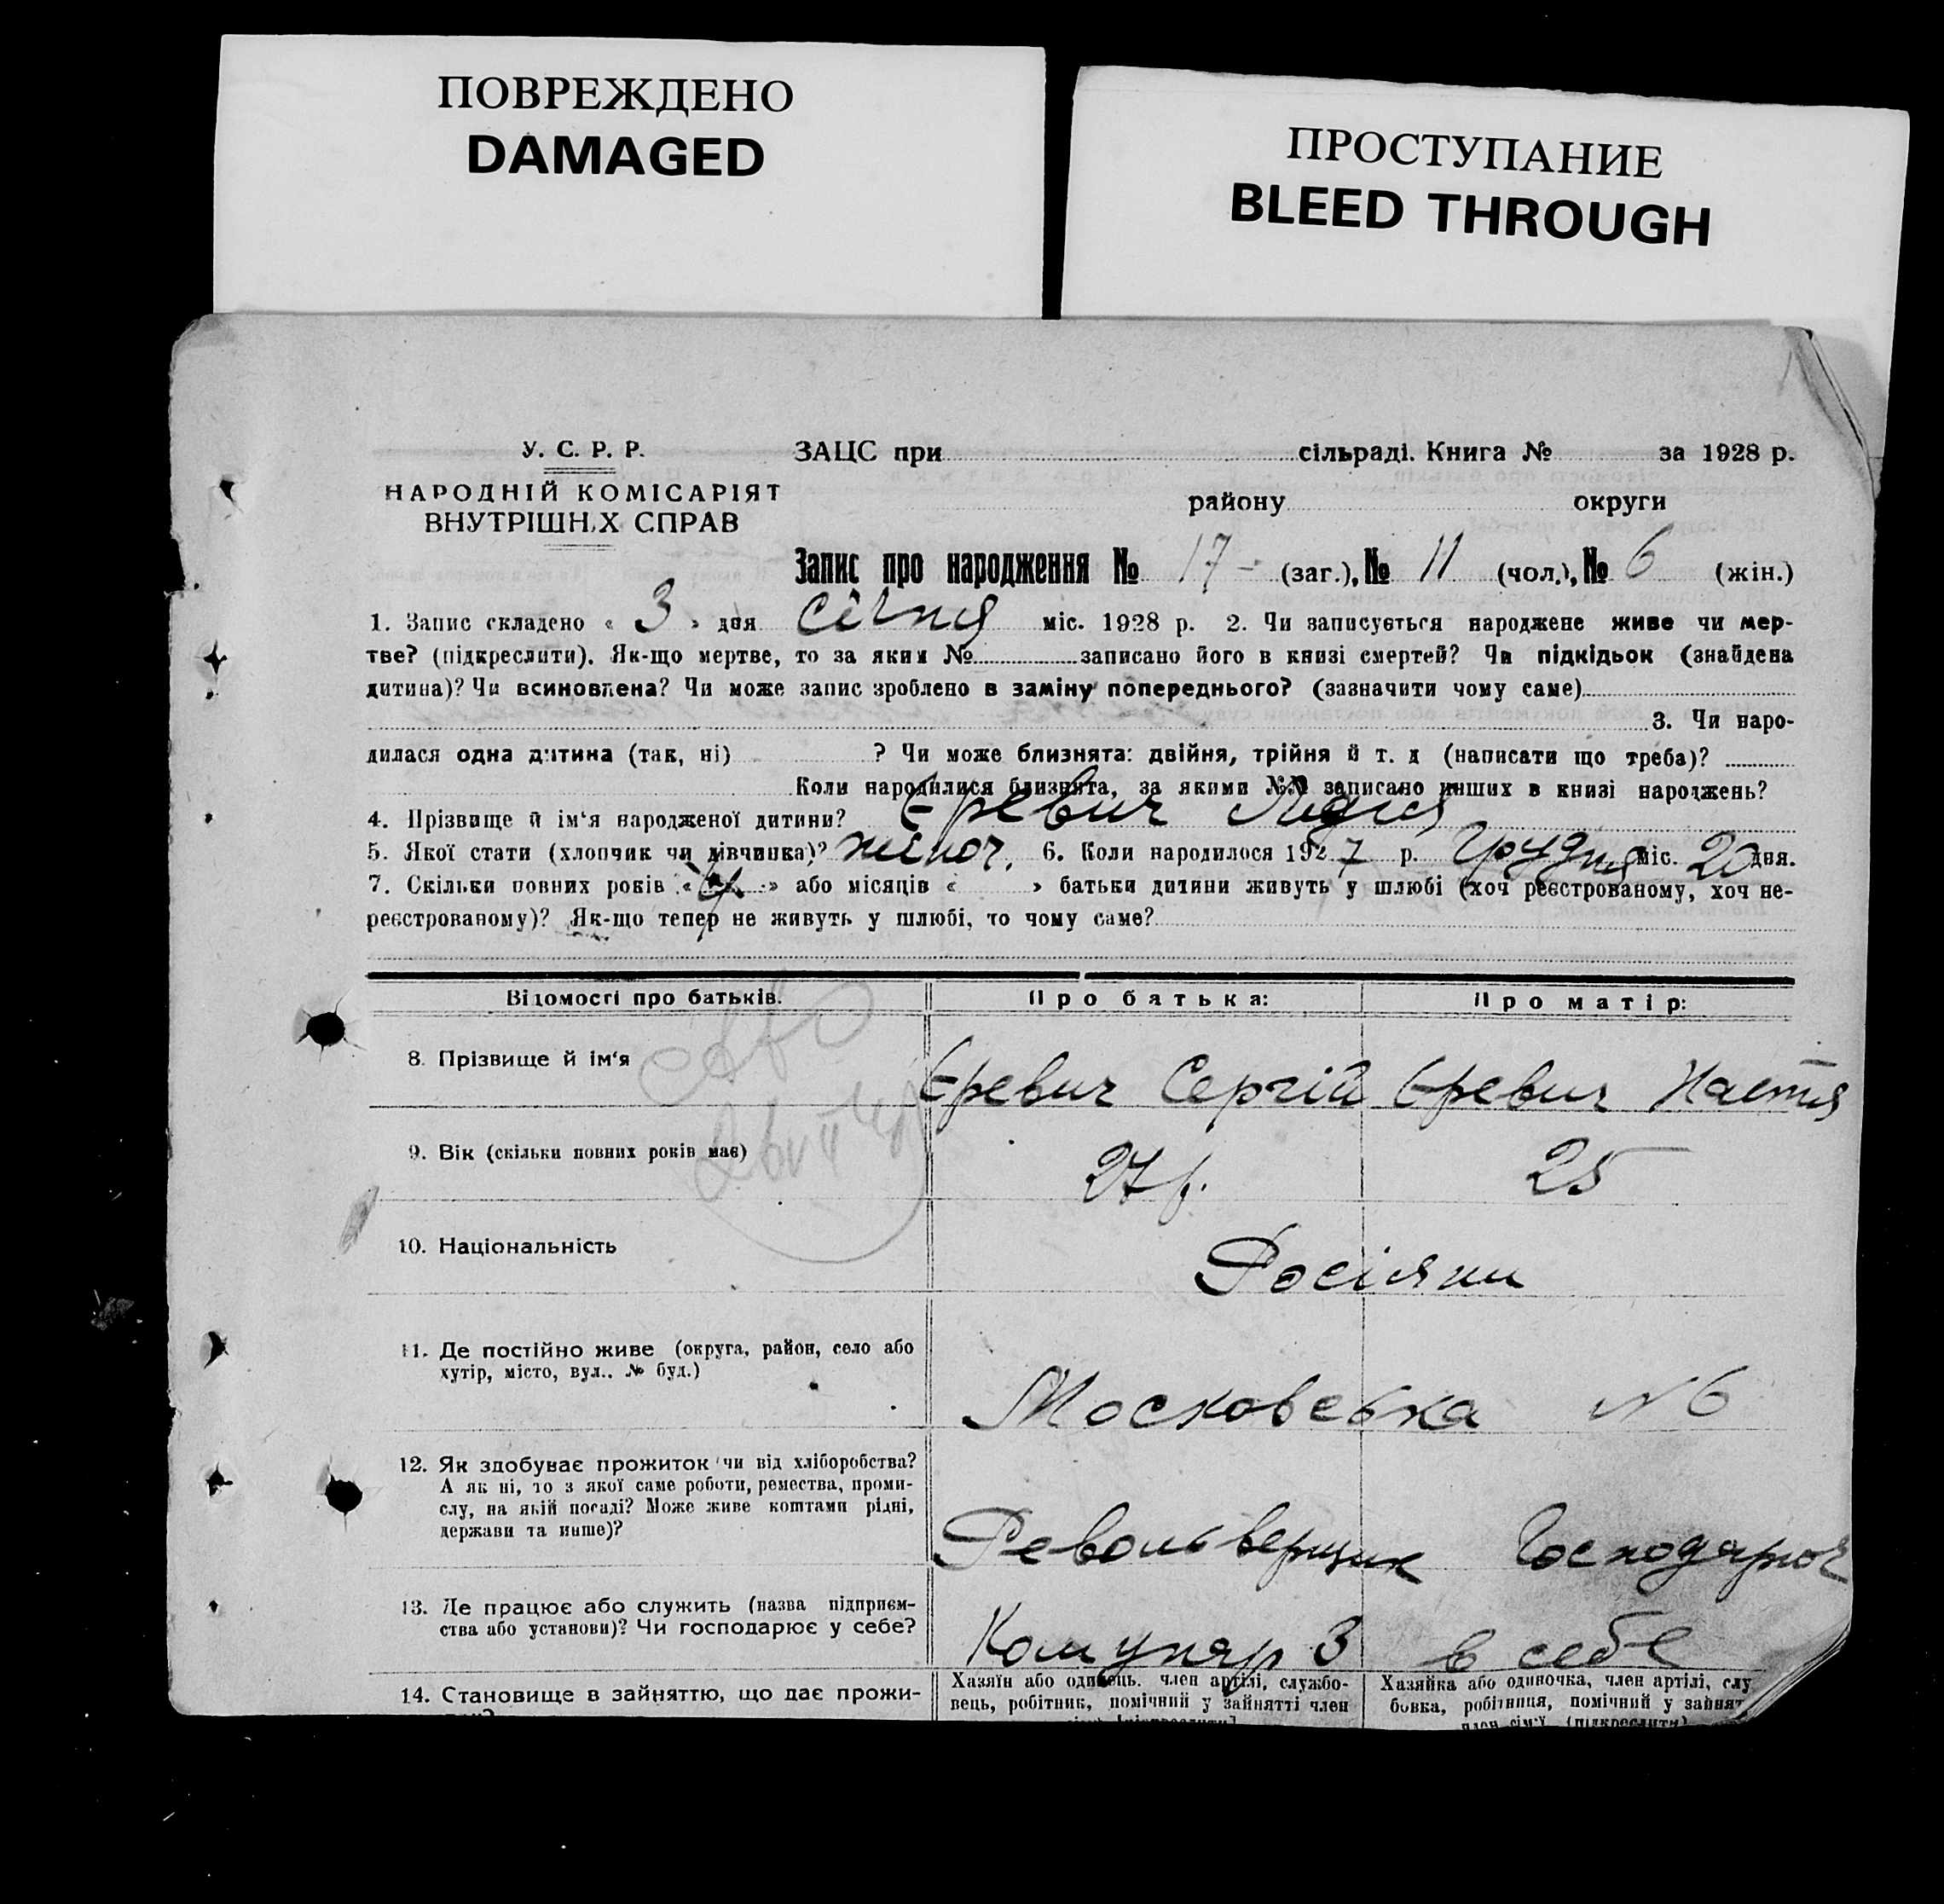 ПОВРЕЖДЕНО
DAMAGED
ПРОСТУПАНИЕ
BLEED THROUGH
У. С. Р. Р.
НАРОДНІЙ КОМІСАРІЯТ
ВНУТРІШНІХ СПРАВ
ЗАЦС при сільраді. Книга № за 1928 р.
району округи
Запис про народження № 17 - (заг.), № 11 (чол.), № 6 (жін.)
1. Запис складено « 3 » дня січня міс. 1928 р. 2. Чи записується народжене живе чи мер-
тве? (підкреслити). Як-що мертве, то за яким № записано його в книзі смертей? Чи підкідьок (знайдена
дитина)? Чи всиновлена? Чи може запис зроблено в заміну попереднього? (зазначити чому саме)
3. Чи наро-
дилася одна дитина (так, ні) ? Чи може близнята: двійня, трійня й т. д (написати що треба)?
Коли народилися близнята, за якими №№ записано инших в книзі народжень?
4. Прізвище й ім‘я народженої дитини? Єревич Лідія
5. Якої стати (хлопчик чи дівчинка)? жіноч. 6. Коли народилося 1927 р. Грудня міс. 20 дня.
7. Скільки повних років « » або місяців « » батьки дитини живуть у шлюбі (хоч реєстрованому, хоч не-
реєстрованому)? Як-що тепер не живуть у шлюбі, то чому саме?
Відомості про батьків. Про батька: Про матір:
8. Прізвище й ім‘я Єревич Сергій Єревич Настя
9. Вік (скільки повних років має) 27 р. 25
10. Національність Росіяни
11. Де постійно живе (округа, район, село або
хутір, місто, вул.. № буд.)
Московська № 6
12. Як здобуває прожиток чи від хліборобства?
А як ні, то з якої саме роботи, ремества, проми-
слу, на якій посаді? Може живе коштами рідні,
держави та инше)?
Револьверщик Господарює
13. Де працює або служить (назва підприєм-
ства або установи)? Чи господарює у себе?
Комунар 3 в себе
14. Становище в зайняттю, що дає прожи-
Хазяїн або одинець. член артілі, службо-
вець, робітник, помічний у зайнятті член
Хазяйка або одиночка, член артілі,слу
бовка, робітниця, помічний у зайнят
член сім'ї (підкреслити)